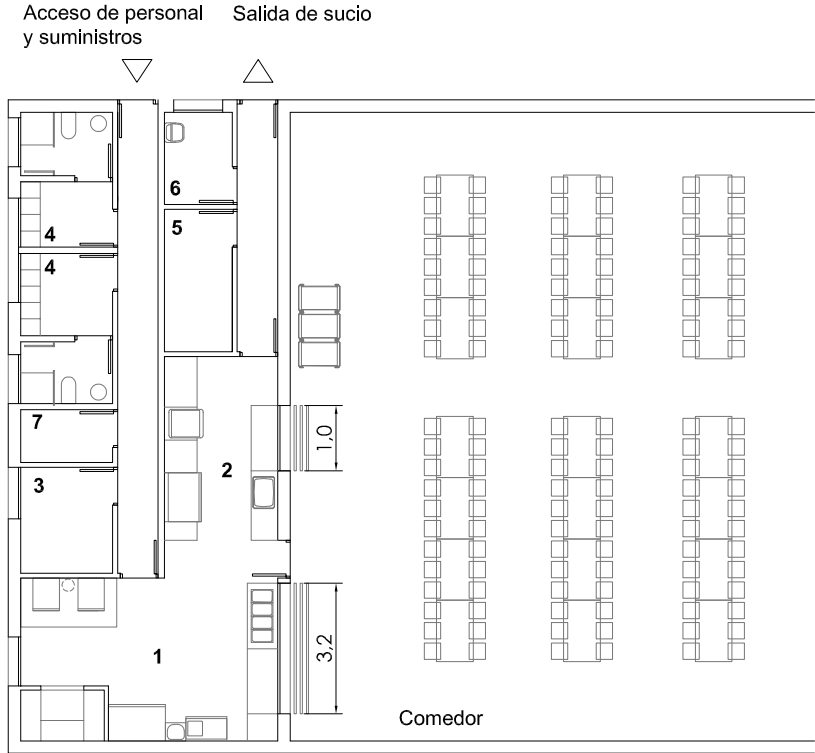 Acceso de personal
y suministros
Salida de sucio
6
5
4
4
7
3
2
1,0
1
3,2
Comedor